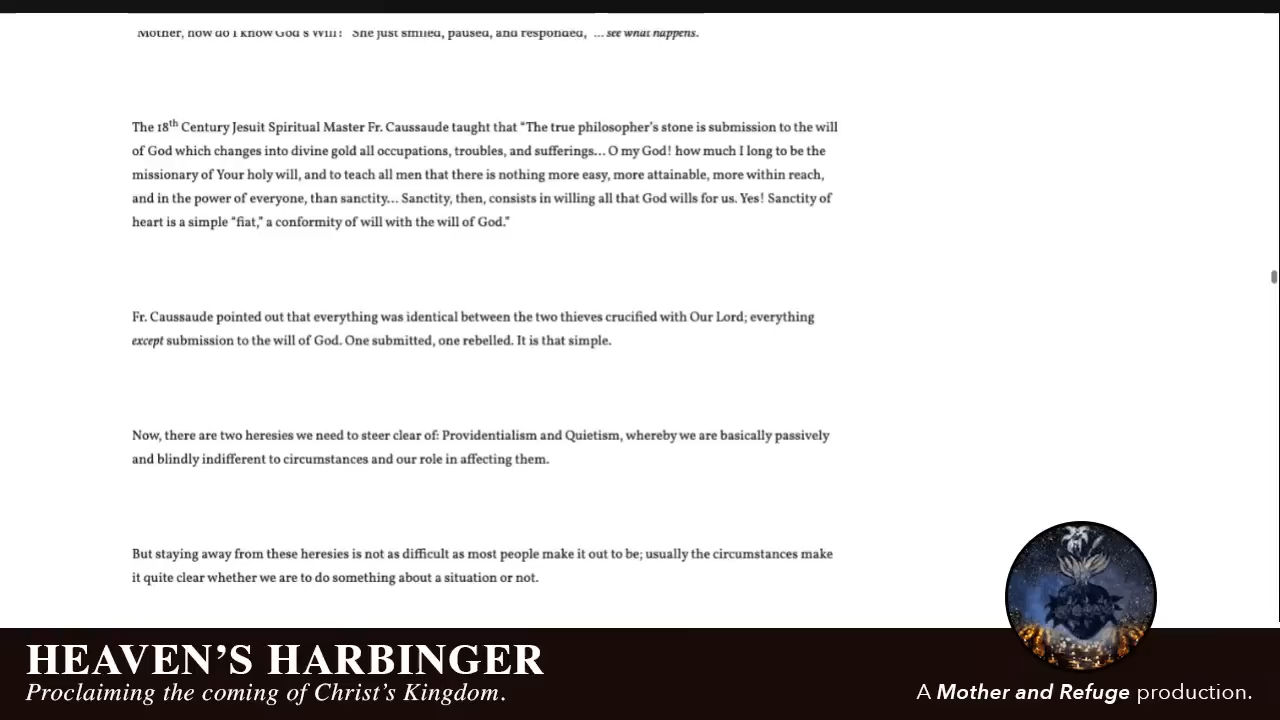 "Mother, how do I know God's Will?" She just smiled, paused, and responded, "... see what happens.
The 18th Century Jesuit Spiritual Master Fr. Caussaude taught that “The true philosopher’s stone is submission to the will
of God which changes into divine gold all occupations, troubles, and sufferings… O my God! how much I long to be the
missionary of Your holy will, and to teach all men that there is nothing more easy, more attainable, more within reach,
and in the power of everyone, than sanctity… Sanctity, then, consists in willing all that God wills for us. Yes! Sanctity of
heart is a simple “fiat,” a conformity of will with the will of God.”
Fr. Caussaude pointed out that everything was identical between the two thieves crucified with Our Lord; everything
except submission to the will of God. One submitted, one rebelled. It is that simple.
Now, there are two heresies we need to steer clear of: Providentialism and Quietism, whereby we are basically passively
and blindly indifferent to circumstances and our role in affecting them.
But staying away from these heresies is not as difficult as most people make it out to be; usually the circumstances make
it quite clear whether we are to do something about a situation or not.
HEAVEN’S HARBINGER
Proclaiming the coming of Christ’s Kingdom.
A Mother and Refuge production.